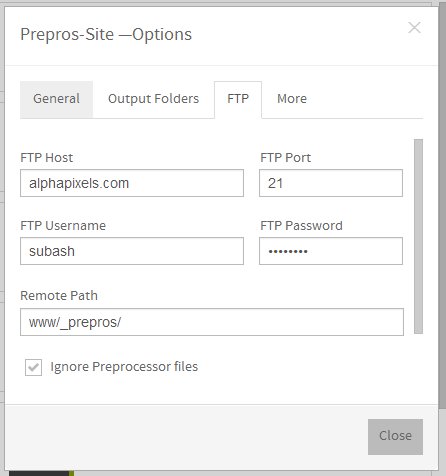 Prepros-Site —Options
General Output Folders FTP More
FTP Host FTP Port
alphapixels.com 21
FTP Username FTP Password
subash ••••••••
Remote Path
www/_prepros/
Ignore Preprocessor files
Close